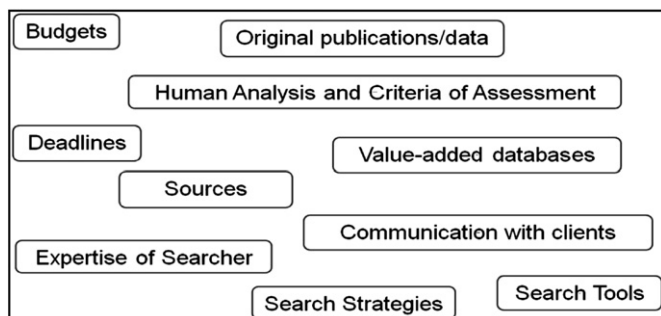 Budgets
Original publications/data
Human Analysis and Criteria of Assessment
Deadlines
Value-added databases
Sources
Communication with clients
Expertise of Searcher
Search Tools
Search Strategies